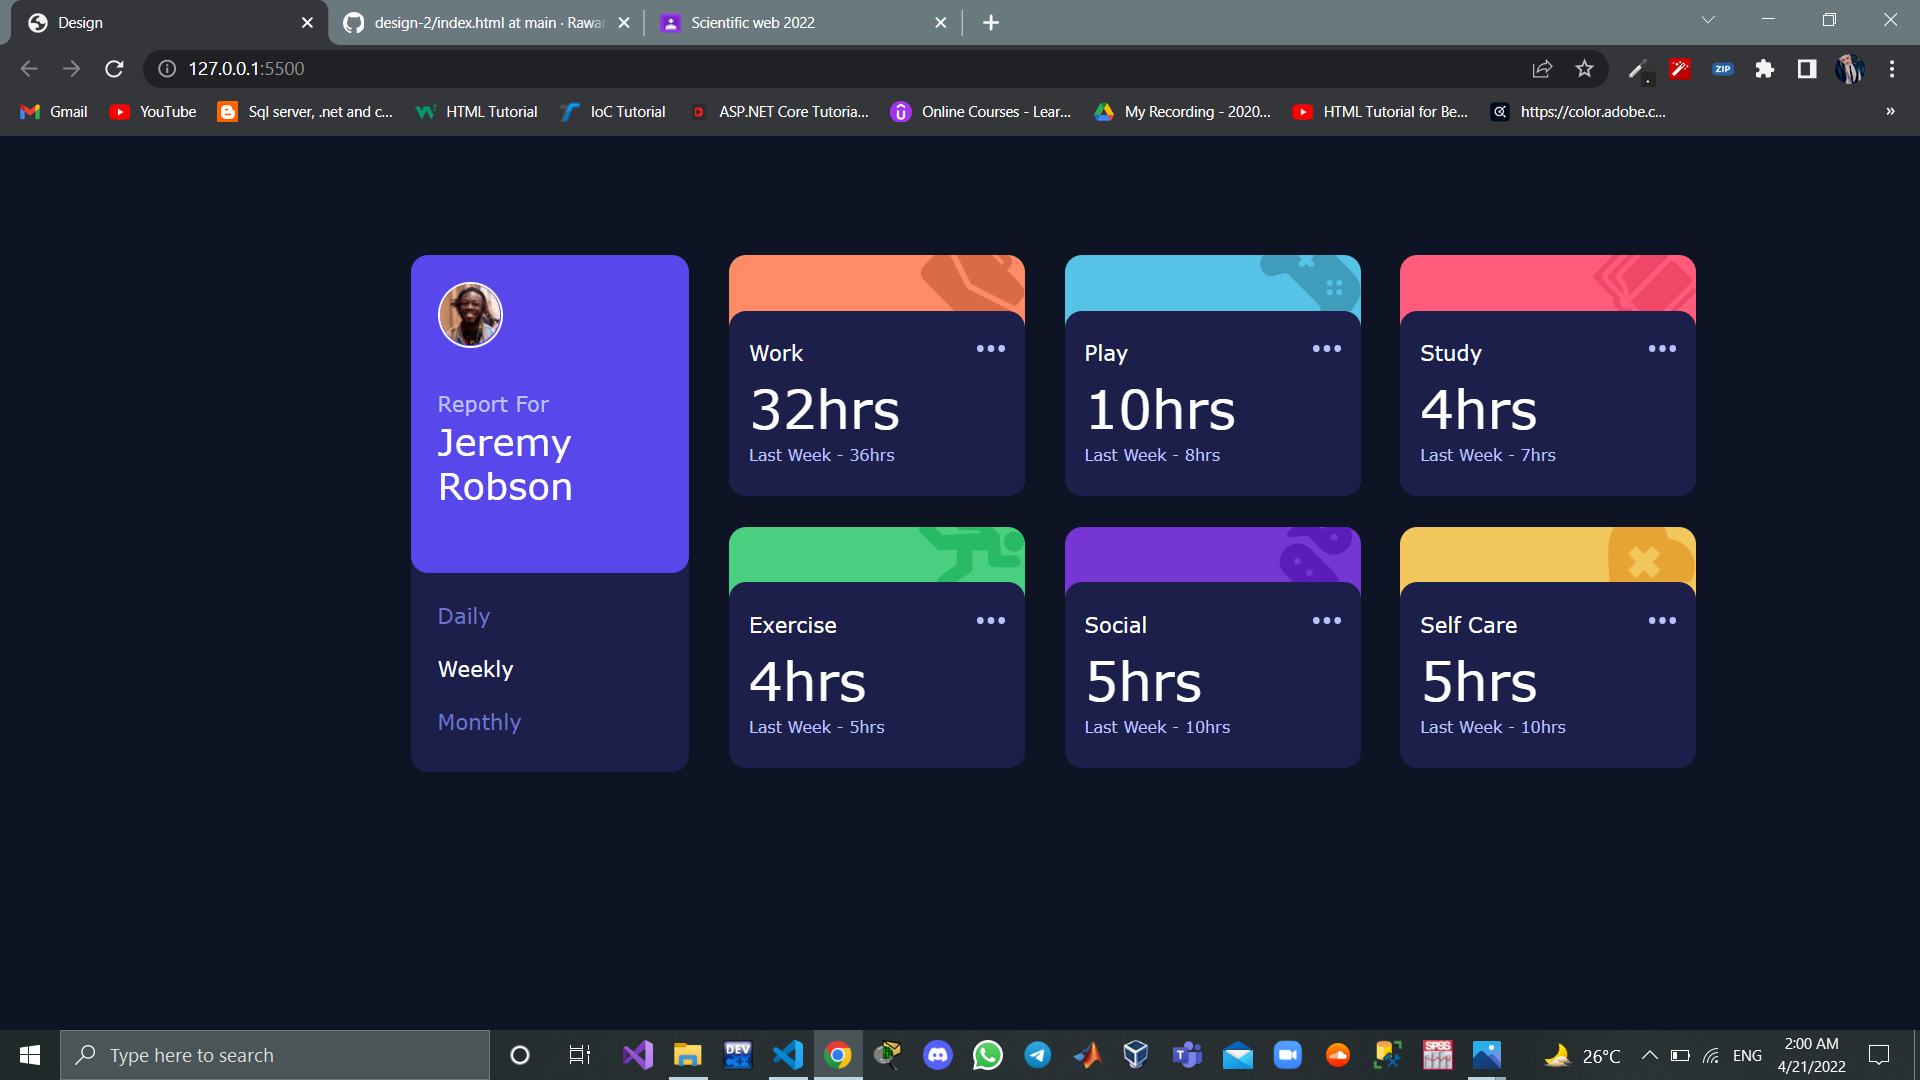 Design
design-2/index.html at main · Rawar
Scientific web 2022
127.0.0.1:5500
ZIP
Gmail
YouTube
Sql server, .net and c...
HTML Tutorial
IoC Tutorial
ASP.NET Core Tutoria...
Online Courses - Lear...
My Recording - 2020...
HTML Tutorial for Be...
https://color.adobe.c...
»
Report For
Jeremy
Robson
Daily
Weekly
Monthly
Work
32hrs
Last Week - 36hrs
Play
10hrs
Last Week - 8hrs
Study
4hrs
Last Week - 7hrs
Exercise
4hrs
Last Week - 5hrs
Social
5hrs
Last Week - 10hrs
Self Care
5hrs
Last Week - 10hrs
Type here to search
DEV
C++
SPSS
26°C
ENG
2:00 AM
4/21/2022